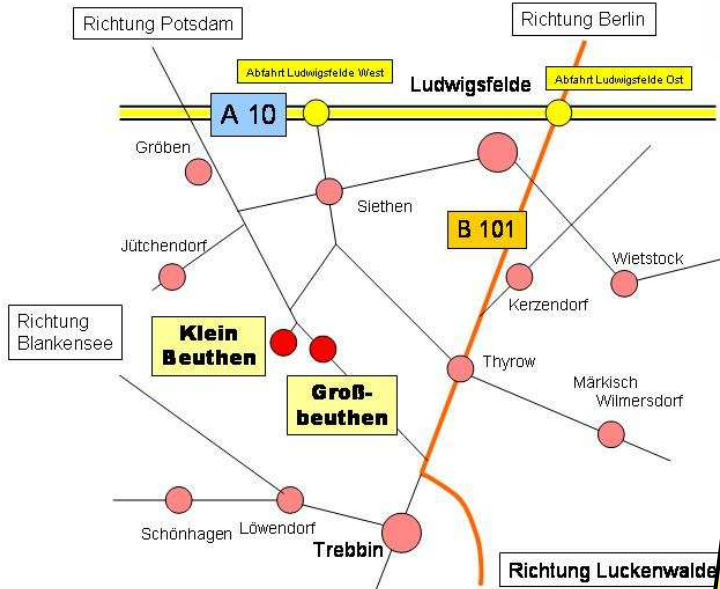 Richtung Potsdam
Richtung Berlin
Abfahrt Ludwigsfelde West
Ludwigsfelde
Abfahrt Ludwigsfelde Ost
A 10
Gröben
Siethen
B 101
Jütchendorf
Wietstock
Kerzendorf
Richtung
Blankensee
Klein
Beuthen
Thyrow
Groß-
beuthen
Märkisch
Wilmersdorf
Schönhagen
Löwendorf
Trebbin
Richtung Luckenwalde